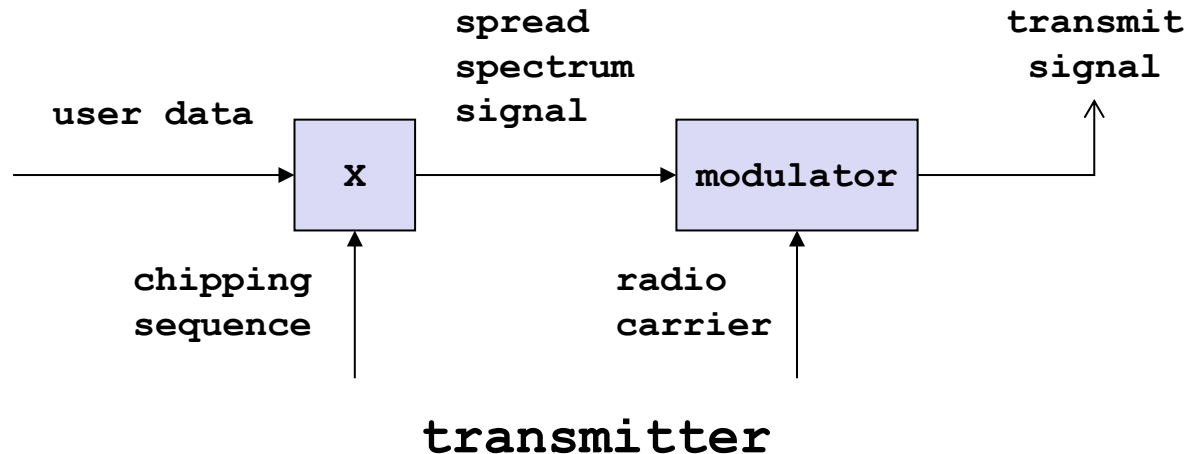 user data
X
spread
spectrum
signal
modulator
transmit
signal
chipping
sequence
radio
carrier
transmitter